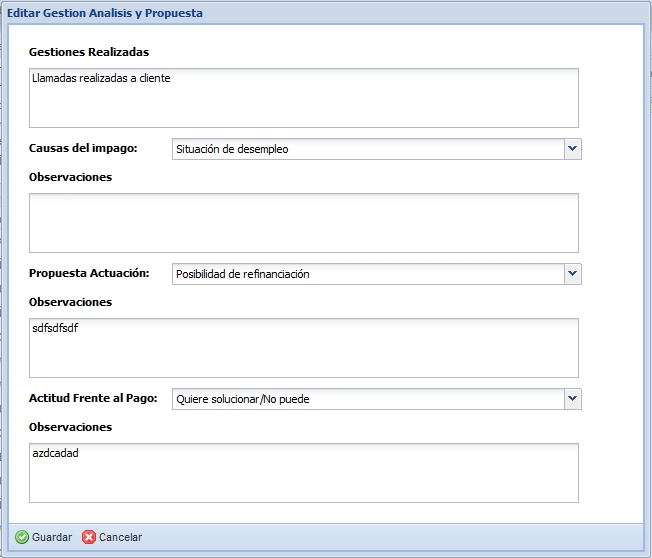 Editar Gestion Analisis y Propuesta
Gestiones Realizadas
Llamadas realizadas a cliente
Causas del impago: Situación de desempleo
Observaciones
Propuesta Actuación: Posibilidad de refinanciación
Observaciones
sdfsdfsdf
Actitud Frente al Pago: Quiere solucionar/No puede
Observaciones
azdcadad
Guardar Cancelar